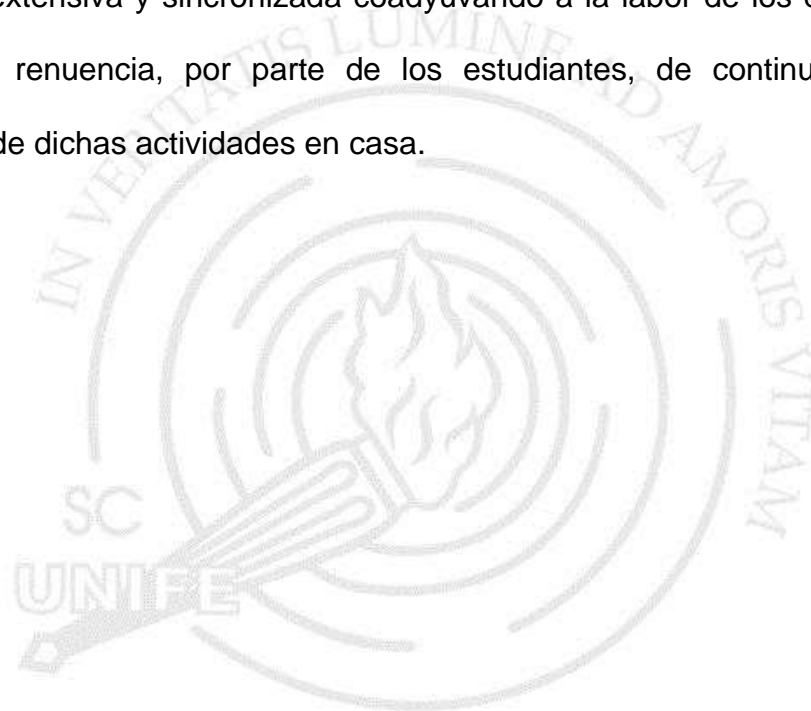 extensiva y sincronizada coadyuvando a la labor de los
renuencia, por parte de los estudiantes, de continu
de dichas actividades en casa.
IN VERITATIS LUMINE AD AMORIS VITAM
SC
UNIFE